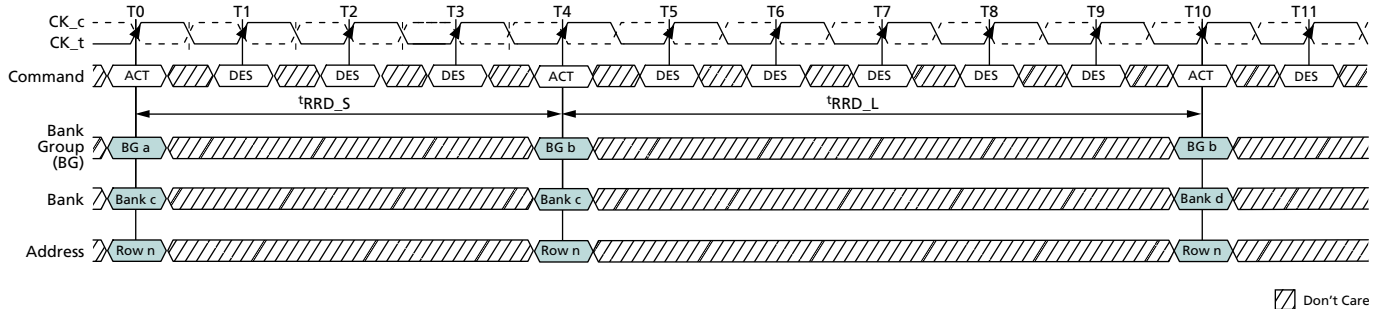 T0 T1 T2 T3 T4 T5 T6 T7 T8 T9 T10 T11
CK_c
CK_t
Command ACT DES DES DES ACT DES DES DES DES DES ACT DES
tRRD_S tRRD_L
Bank
Group
(BG)
BG a BG b BG b
Bank Bank c Bank c Bank d
Address Row n Row n Row n
Don't Care